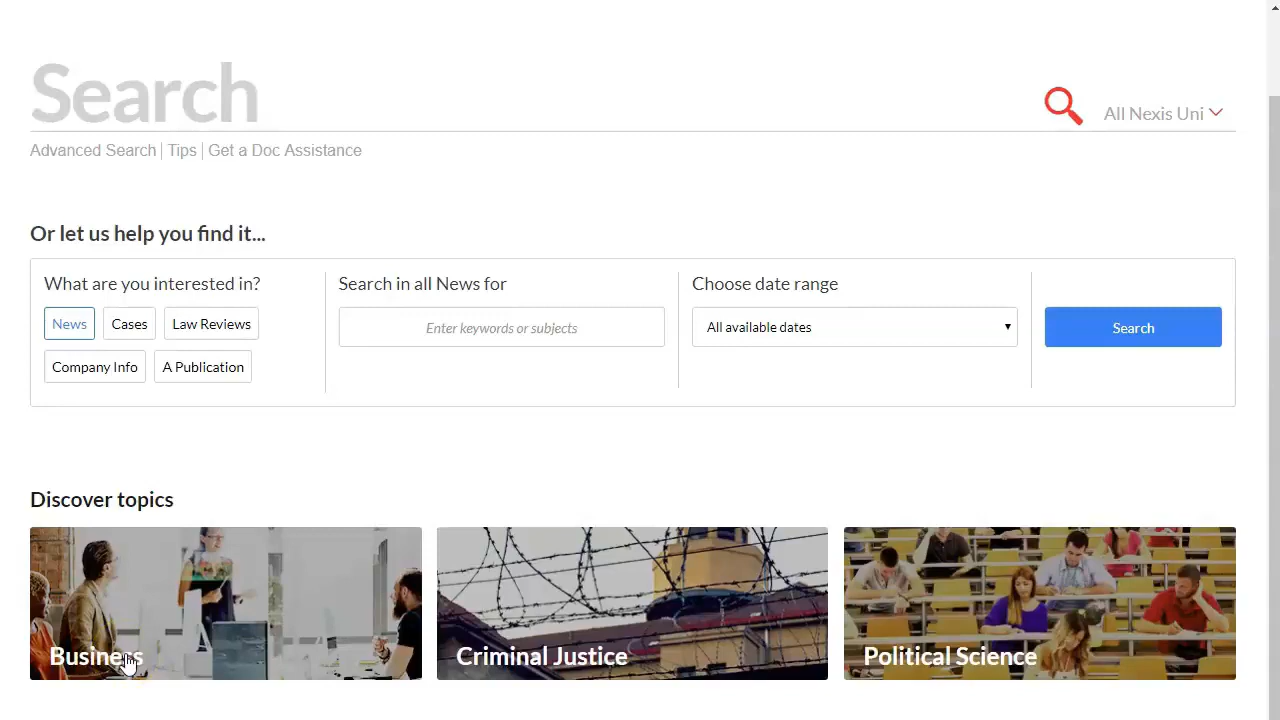 Search
All Nexis Uni
Advanced Search | Tips | Get a Doc Assistance
Or let us help you find it...
What are you interested in?
News
Cases
Law Reviews
Company Info
A Publication
Search in all News for
Enter keywords or subjects
Choose date range
All available dates
Search
Discover topics
Business
Criminal Justice
Political Science